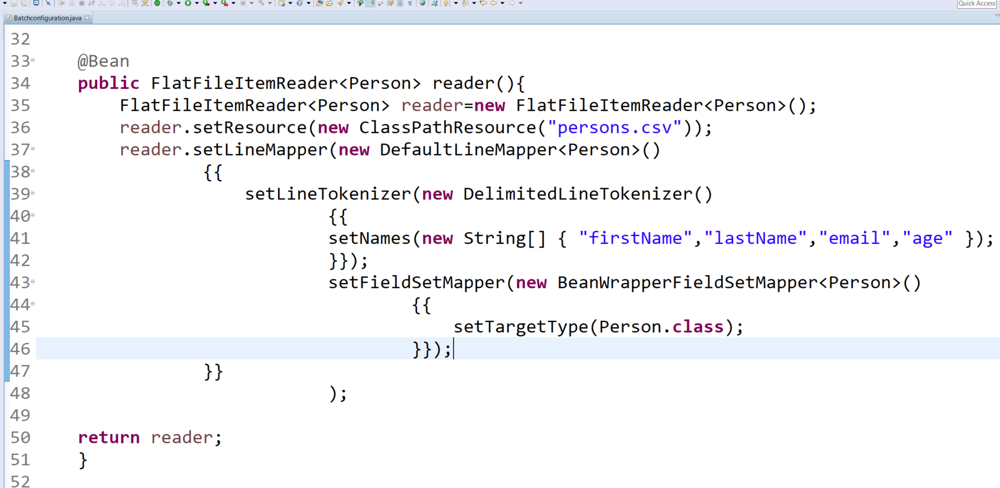 Quick Access
Batchconfiguration.java
32
33 @Bean
34 public FlatFileItemReader<Person> reader(){
35 FlatFileItemReader<Person> reader=new FlatFileItemReader<Person>();
36 reader.setResource(new ClassPathResource("persons.csv"));
37 reader.setLineMapper(new DefaultLineMapper<Person>()
38 {{
39 setLineTokenizer(new DelimitedLineTokenizer()
40 {{
41 setNames(new String[] { "firstName","lastName","email","age" });
42 }});
43 setFieldSetMapper(new BeanWrapperFieldSetMapper<Person>()
44 {{
45 setTargetType(Person.class);
46 }});
47 }}
48 );
49
50 return reader;
51 }
52